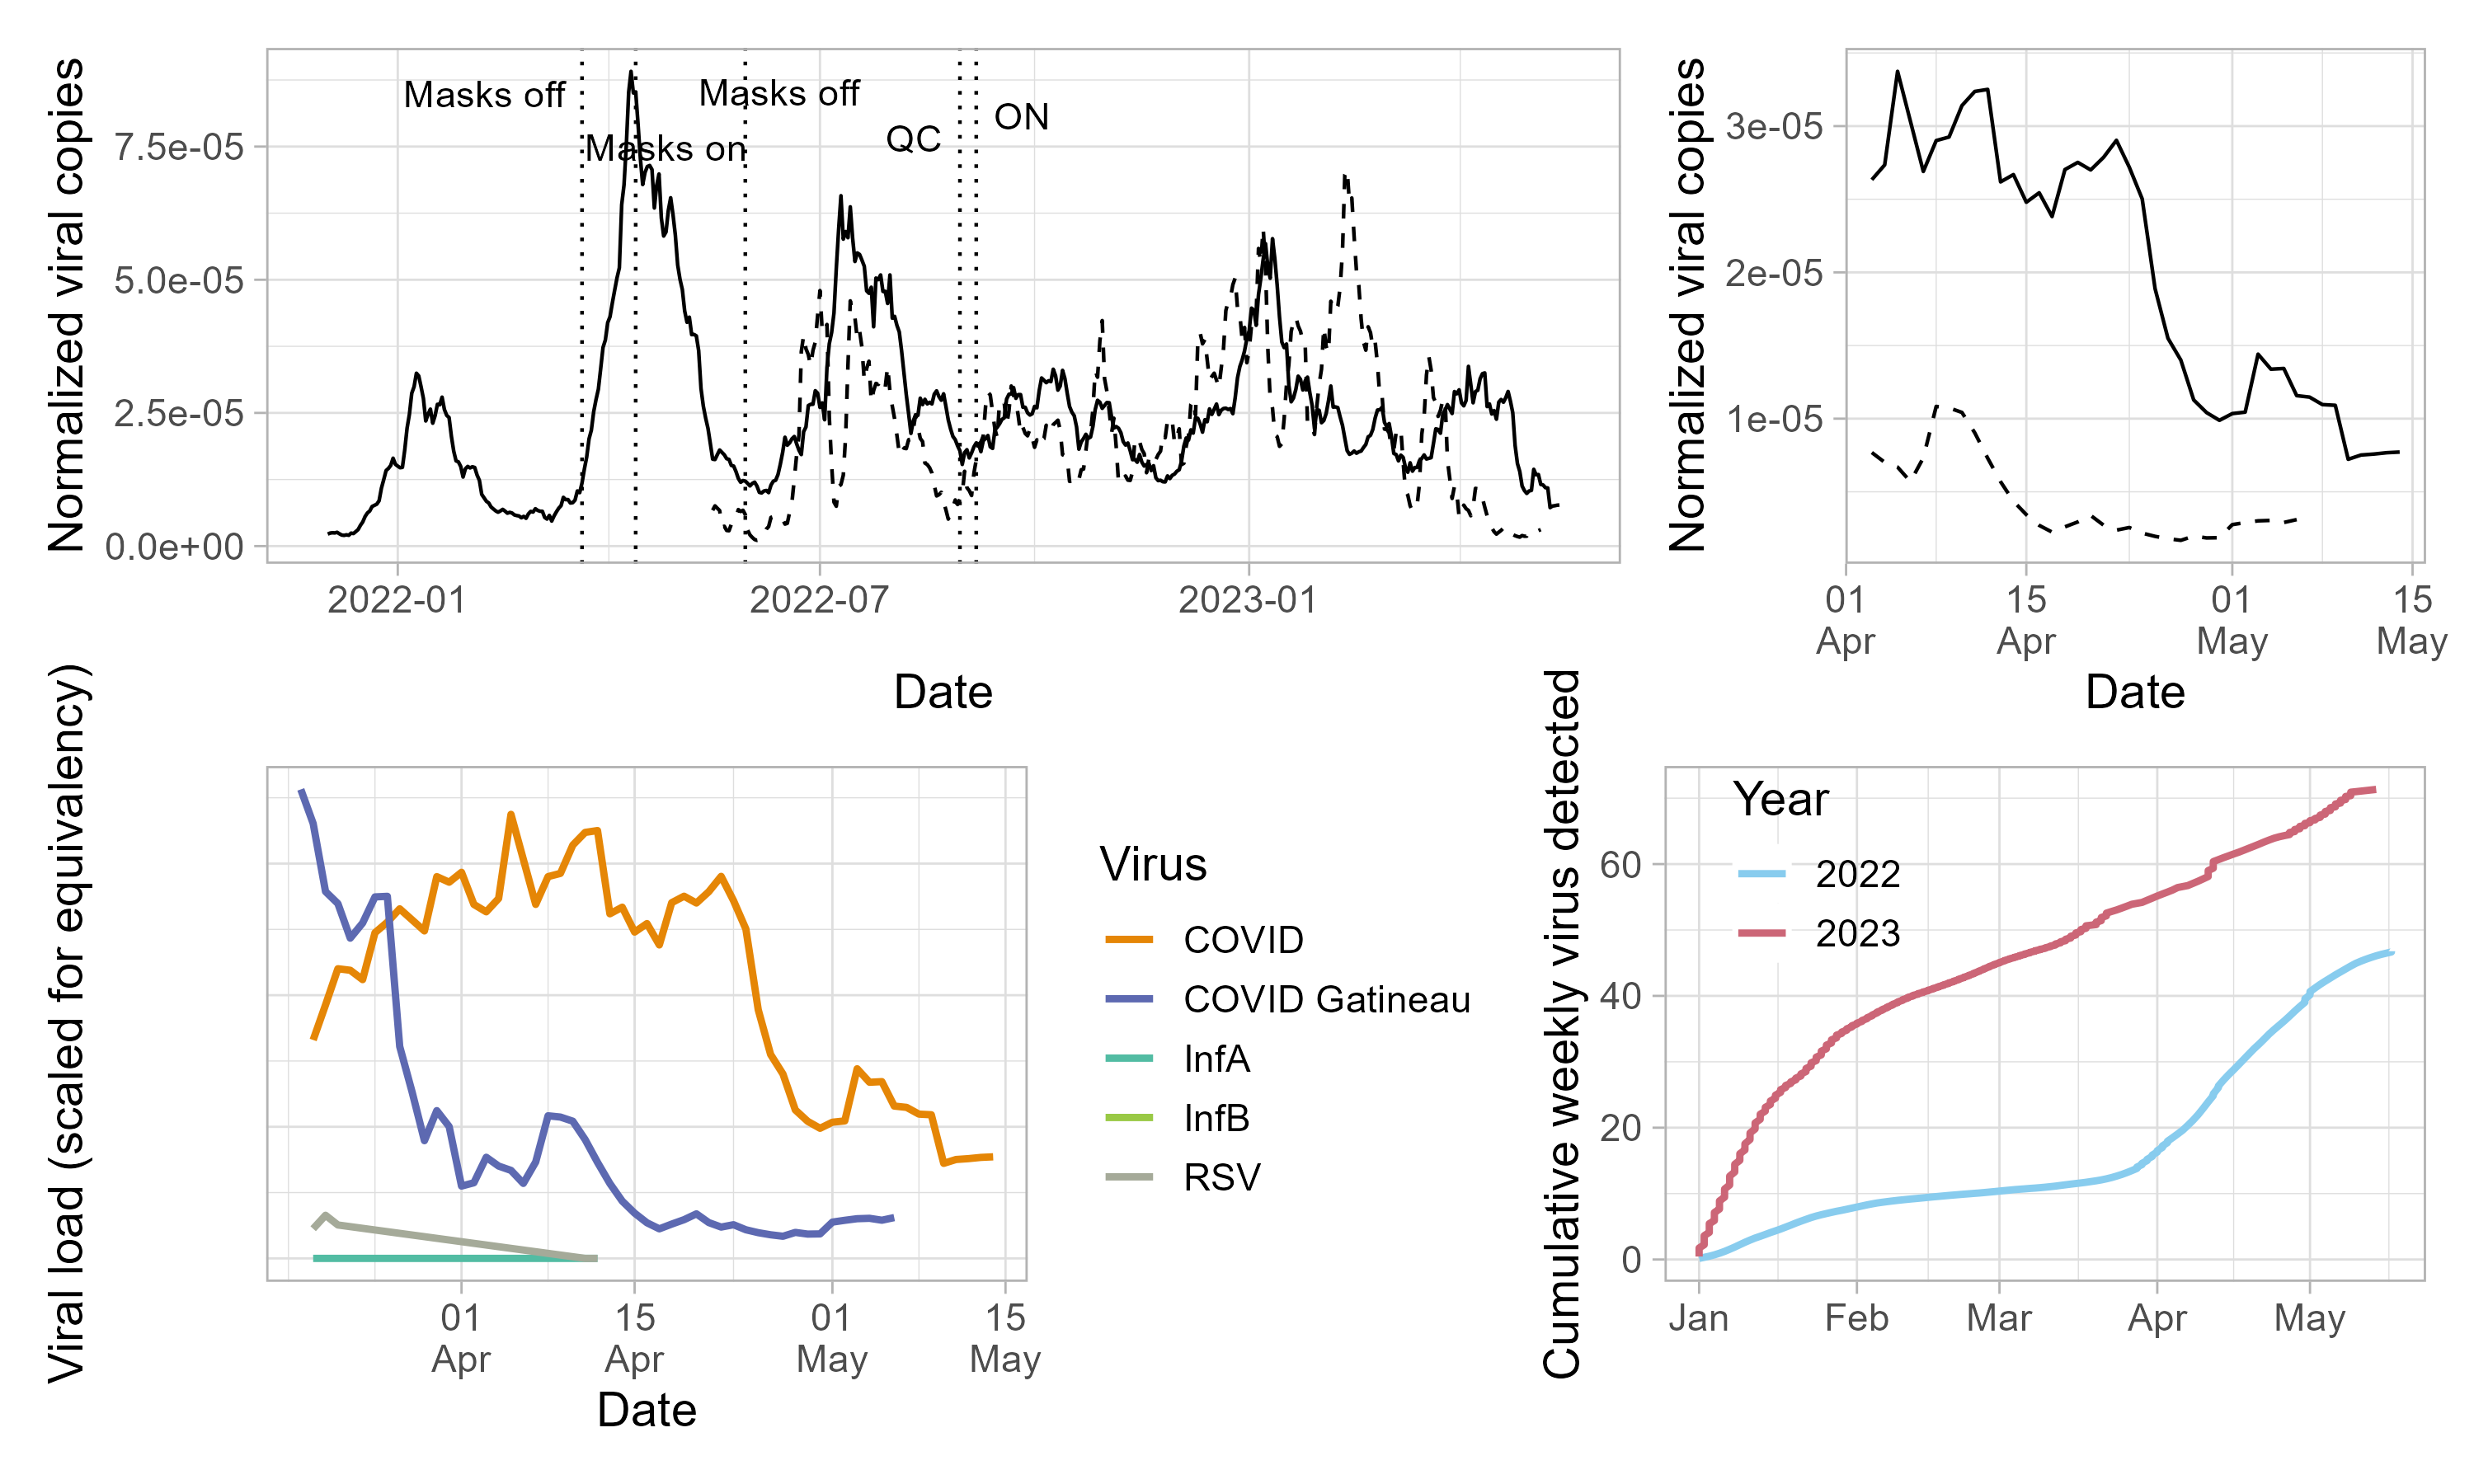 Normalized viral copies
7.5e-05
5.0e-05
2.5e-05
0.0e+00
Masks off
Masks on
Masks off
QC
ON
2022-01
2022-07
2023-01
Date
Normalized viral copies
3e-05
2e-05
1e-05
01 15 01 15
Apr Apr May May
Date
Viral load (scaled for equivalency)
01 15 01 15
Apr Apr May May
Date
Virus
COVID
COVID Gatineau
InfA
InfB
RSV
Cumulative weekly virus detected
60
40
20
0
Year
2022
2023
Jan Feb Mar Apr May